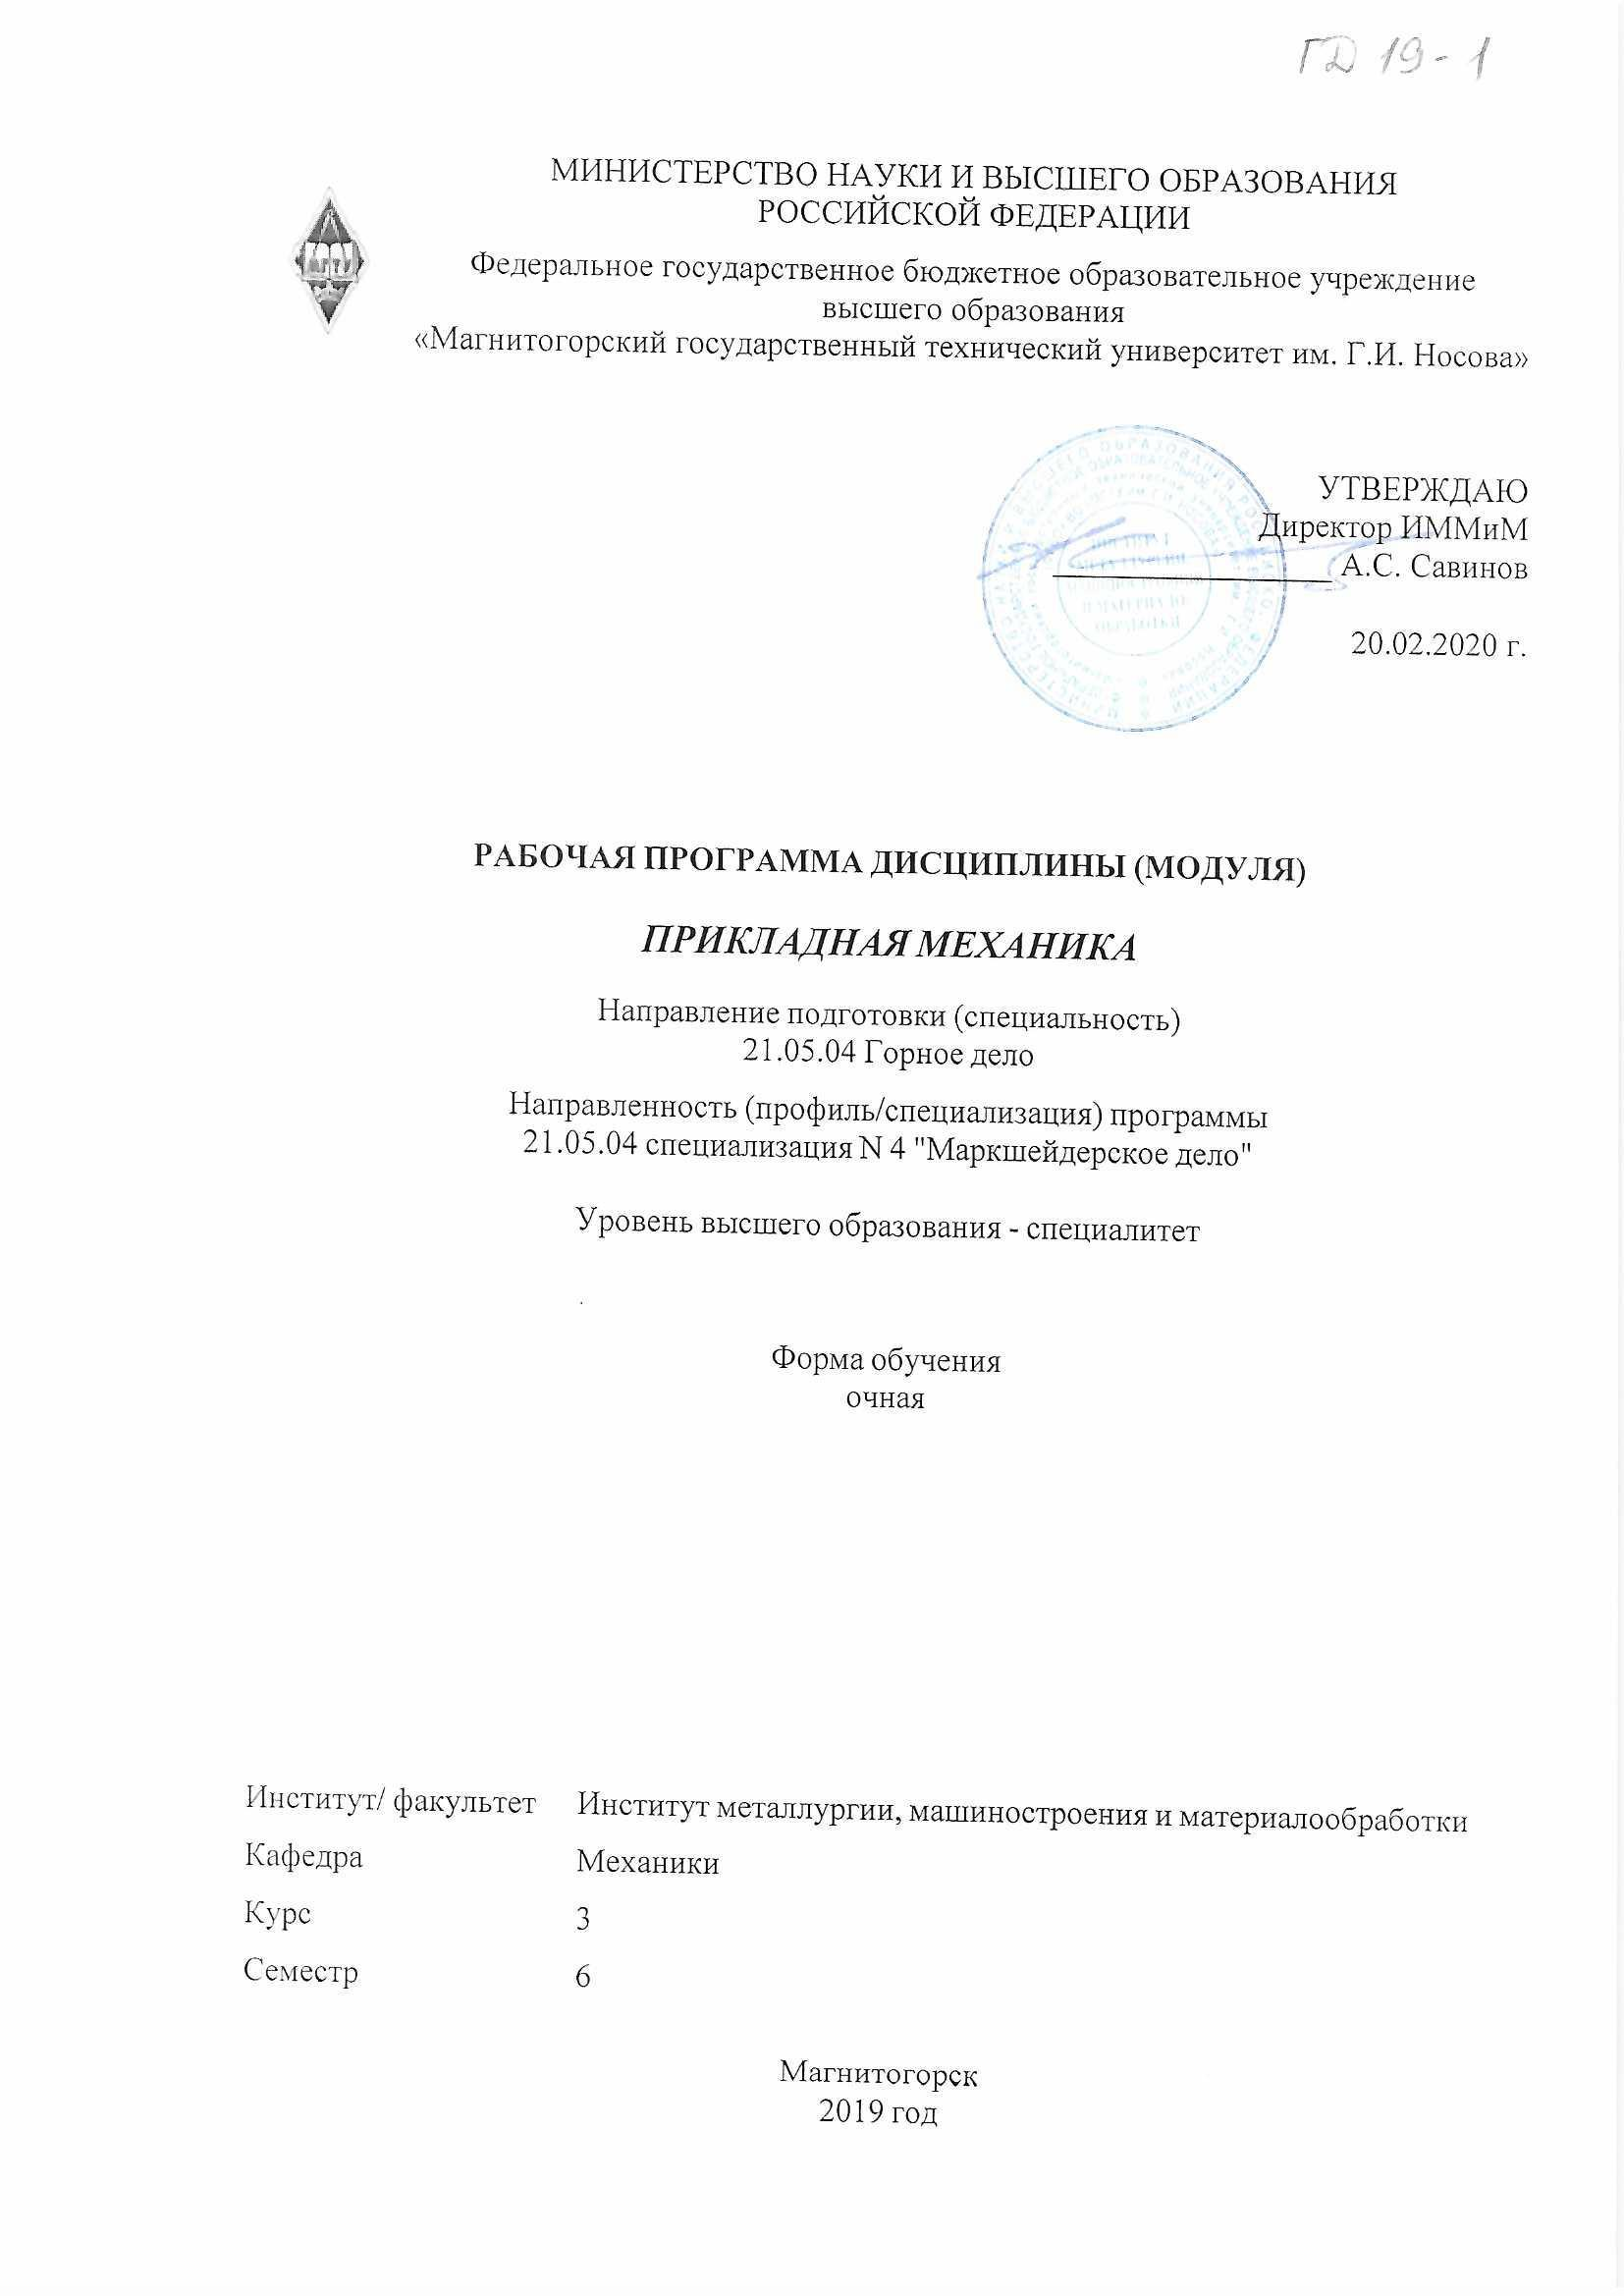 ГД 19-1
МИНИСТЕРСТВО НАУКИ И ВЫСШЕГО ОБРАЗОВАНИЯ
РОССИЙСКОЙ ФЕДЕРАЦИИ
МГТУ
Федеральное государственное бюджетное образовательное учреждение
высшего образования
«Магнитогорский государственный технический университет им. Г.И. Носова»
УТВЕРЖДАЮ
Директор ИММиМ
А.С. Савинов
20.02.2020 г.
РАБОЧАЯ ПРОГРАММА ДИСЦИПЛИНЫ (МОДУЛЯ)
ПРИКЛАДНАЯ МЕХАНИКА
Направление подготовки (специальность)
21.05.04 Горное дело
Направленность (профиль/специализация) программы
21.05.04 специализация N 4 "Маркшейдерское дело"
Уровень высшего образования - специалитет
Форма обучения
очная
Институт/ факультет Институт металлургии, машиностроения и материалообработки
Кафедра Механики
Курс 3
Семестр 6
Магнитогорск
2019 год